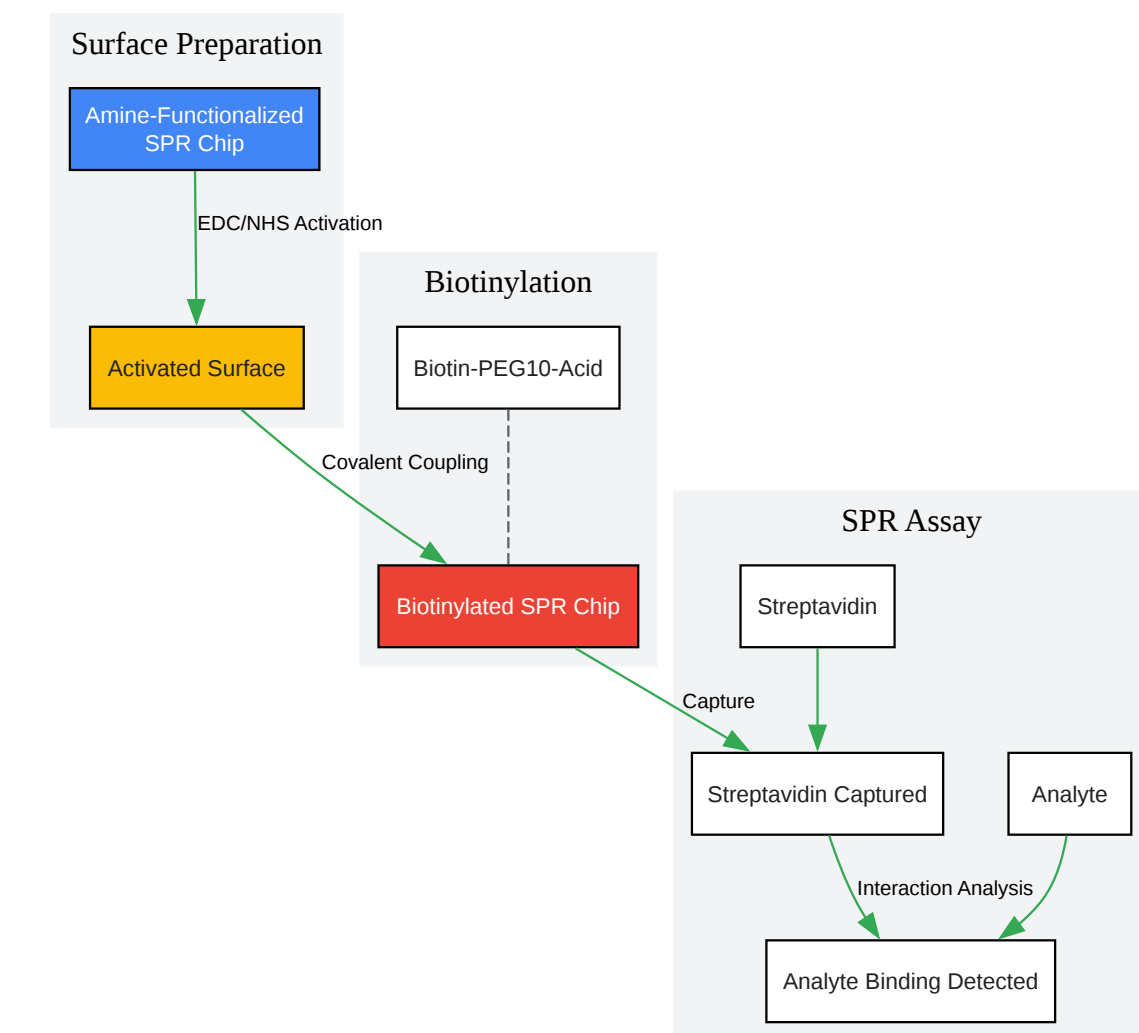 Surface Preparation
Amine-Functionalized
SPR Chip
EDC/NHS Activation
Activated Surface
Biotinylation
Biotin-PEG10-Acid
Covalent Coupling
Biotinylated SPR Chip
SPR Assay
Streptavidin
Capture
Streptavidin Captured
Analyte
Interaction Analysis
Analyte Binding Detected